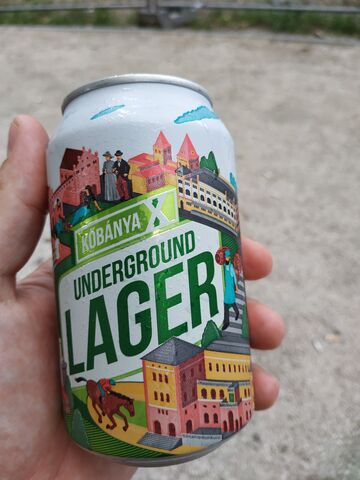 KŐBÁNYA X.
UNDERGROUND
LAGER